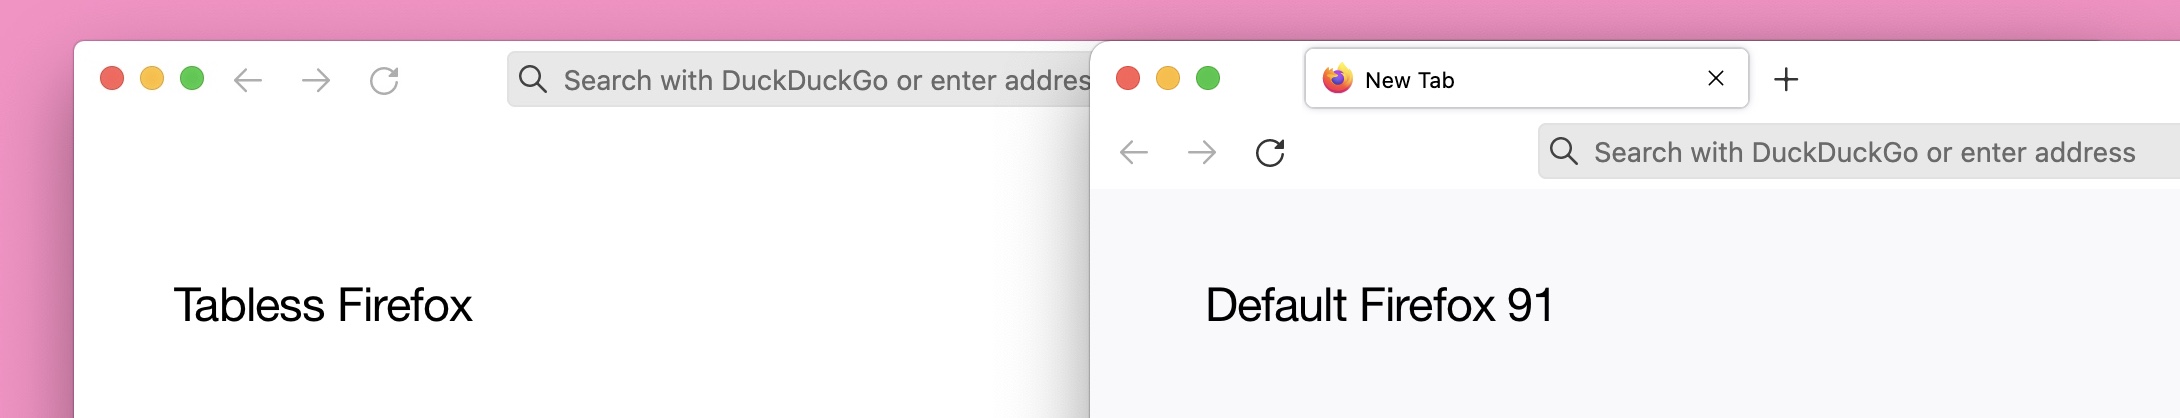 Search with DuckDuckGo or enter addres
New Tab
Search with DuckDuckGo or enter address
Tabless Firefox
Default Firefox 91